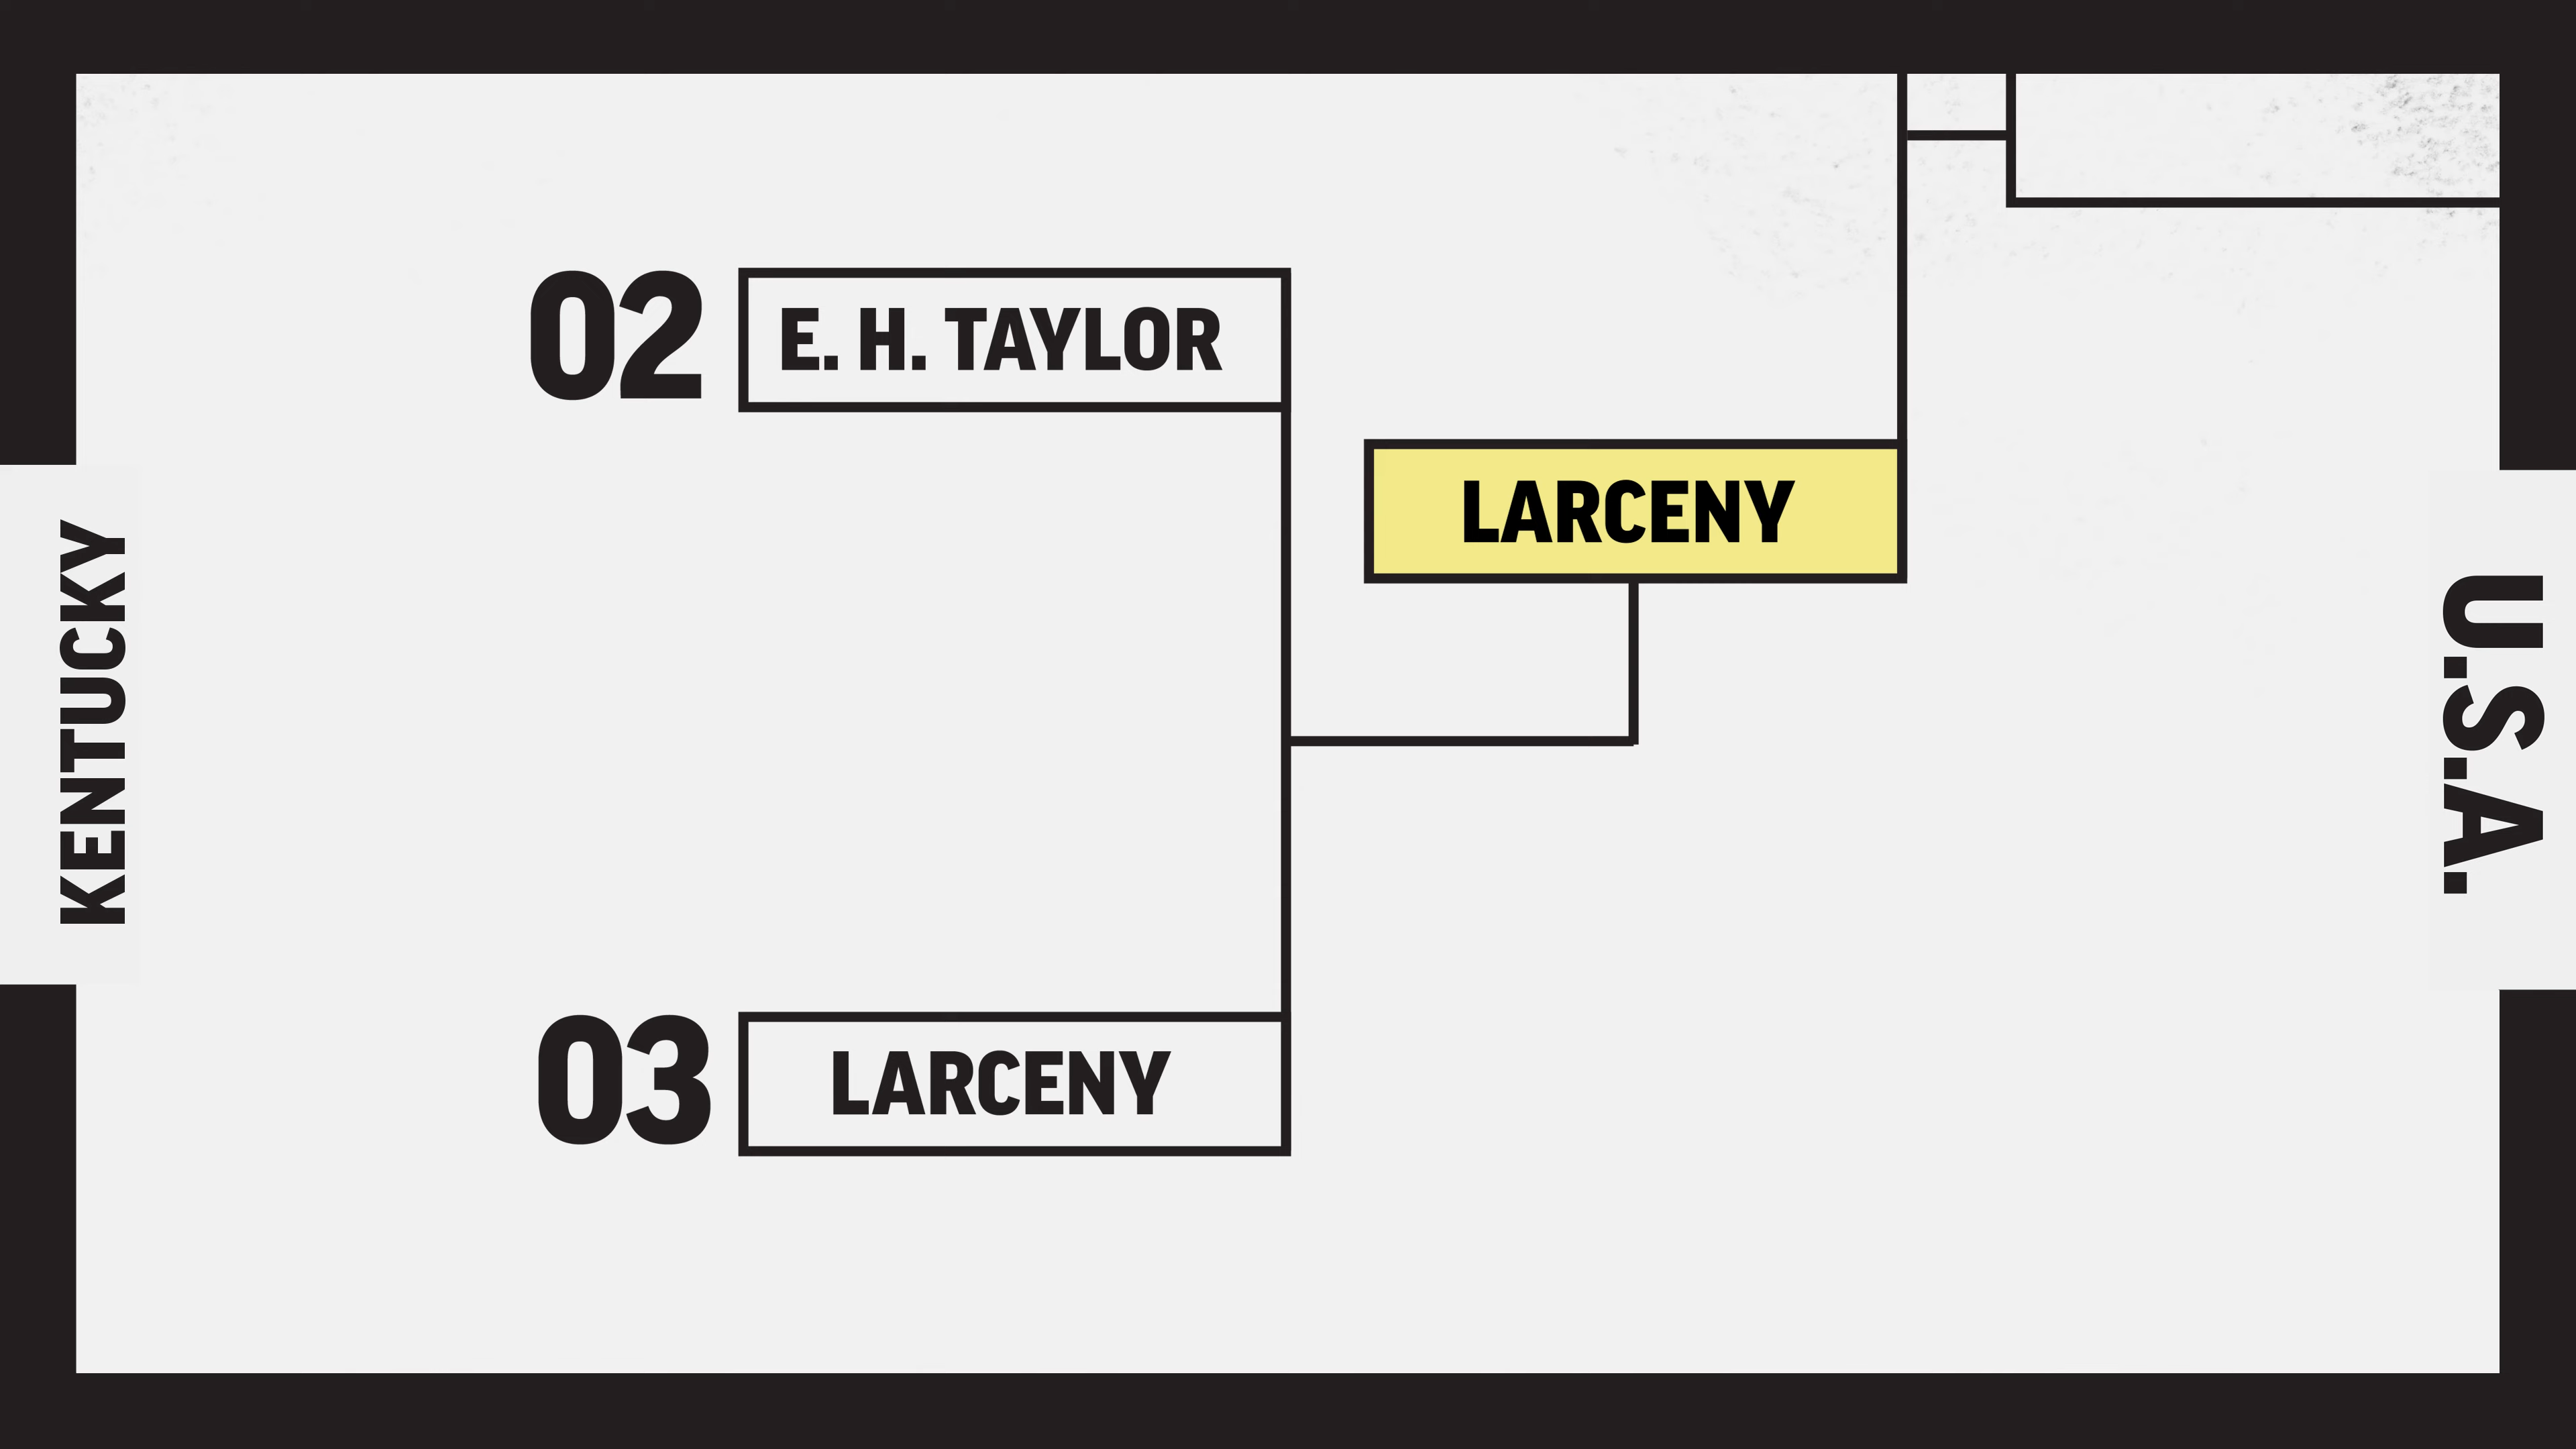 02
E. H. TAYLOR
LARCENY
KENTUCKY
U.S.A.
03
LARCENY